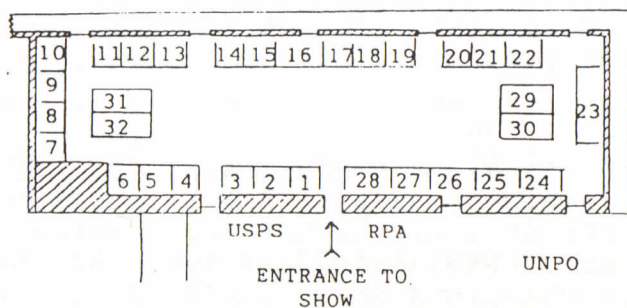 10 11 12 13 14 15 16 17 18 19 20 21 22
9 31 29 23
8 32 30
7
6 5 4 3 2 1 28 27 26 25 24
USPS RPA
UNPO
ENTRANCE TO
SHOW